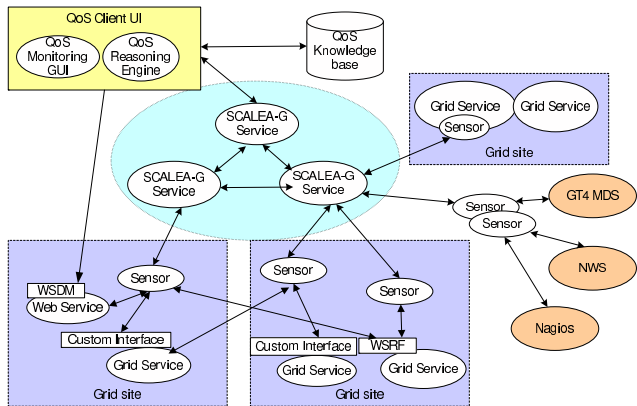 QoS Client UI
QoS
Monitoring
GUI
QoS
Reasoning
Engine
QoS
Knowledge
base
SCALEA-G
Service
SCALEA-G
Service
SCALEA-G
Service
Grid Service
Sensor
Grid Service
Grid site
Sensor
Sensor
GT4 MDS
NWS
Nagios
Sensor
WSDM
Web Service
Custom Interface
Grid Service
Grid site
Sensor
Sensor
Custom Interface
WSRF
Grid Service
Grid Service
Grid site